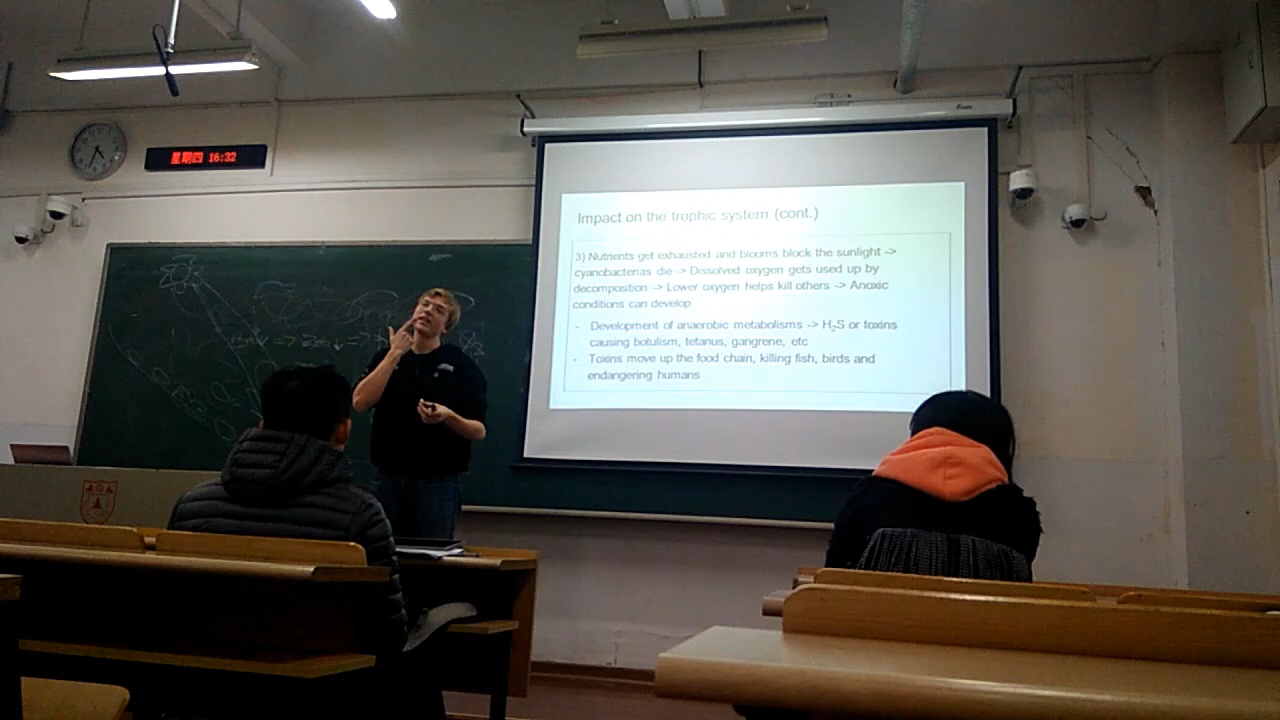 星期四 16:32
Impact on the trophic system (cont.)
3) Nutrients get exhausted and blooms block the sunlight ->
cyanobacterias die -> Dissolved oxygen gets used up by
decomposition -> Lower oxygen helps kill others -> Anoxic
conditions can develop
- Development of anaerobic metabolisms -> H₂S or toxins
causing botulism, tetanus, gangrene, etc
- Toxins move up the food chain, killing fish, birds and
endangering humans